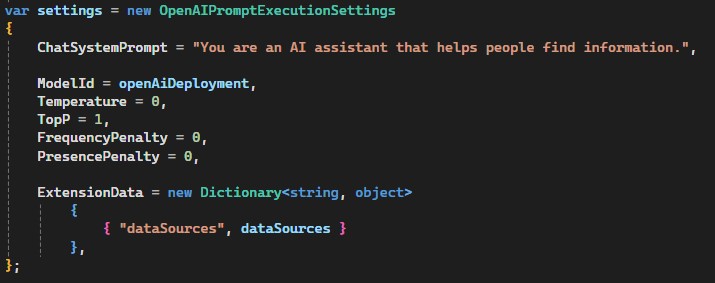 var settings = new OpenAIPromptExecutionSettings
{
ChatSystemPrompt = "You are an AI assistant that helps people find information.",
ModelId = openAiDeployment,
Temperature = 0,
TopP = 1,
FrequencyPenalty = 0,
PresencePenalty = 0,
ExtensionData = new Dictionary<string, object>
{
{ "dataSources", dataSources }
},
};